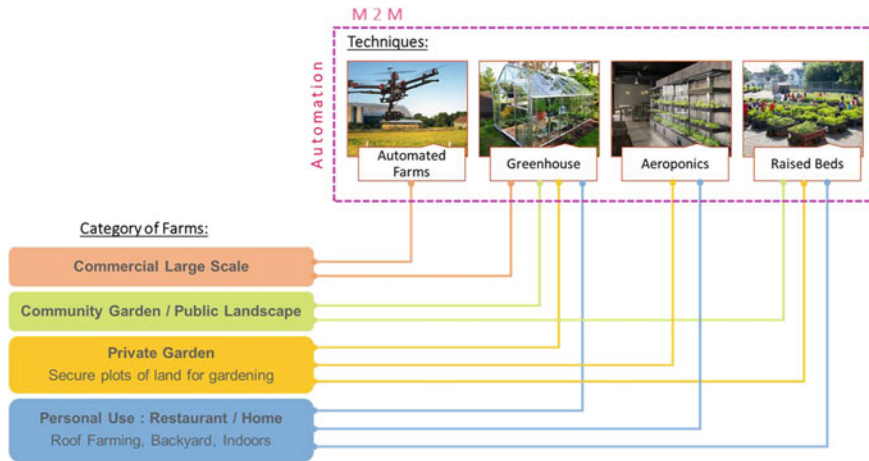 M 2 M
Automation
Techniques:
Automated
Farms
Greenhouse
Aeroponics
Raised Beds
Category of Farms:
Commercial Large Scale
Community Garden / Public Landscape
Private Garden
Secure plots of land for gardening
Personal Use : Restaurant / Home
Roof Farming, Backyard, Indoors